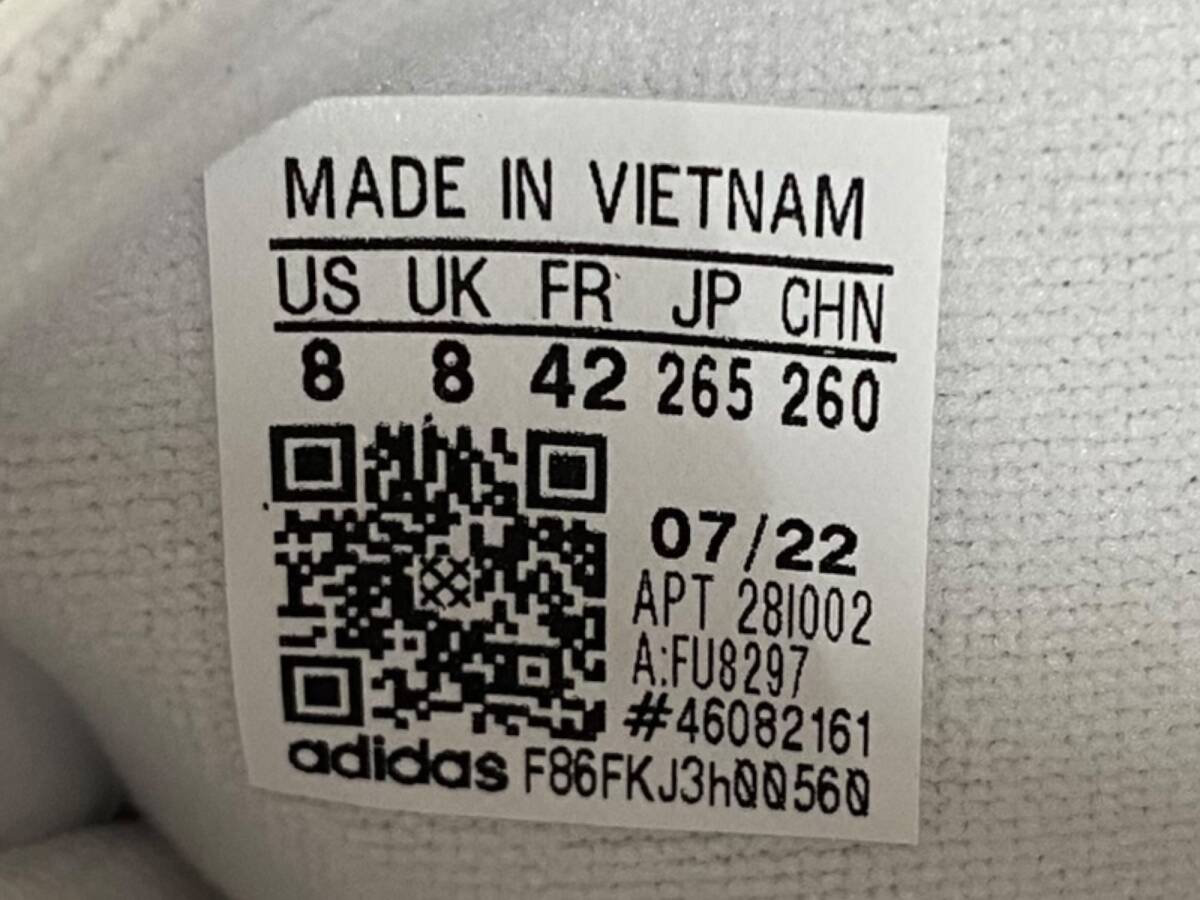 MADE IN VIETNAM
US UK FR JP CHN
8 8 42 265 260
07/22
APT 28I002
A:FU8297
#46082161
adidas F86FKJ3h00560